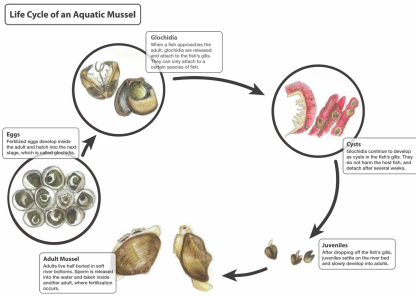 Life Cycle of an Aquatic Mussel
Glochidia
When a fish approaches the
adult, glochidia are released
and attach to the fish's gills.
They can only attach to a
certain species of fish.
Cysts
Glochidia continue to develop
as cysts in the fish's gills. They
do not harm the host fish, and
detach after several weeks.
Juveniles
After dropping off the fish's gills,
juveniles settle on the river bed
and slowly develop into adults.
Adult Mussel
Adults live half buried in soft
river bottoms. Sperm is released
into the water and taken inside
another adult, where fertilization
occurs.
Eggs
Fertilized eggs develop inside
the adult and hatch into the next
stage, which is called glochidia.